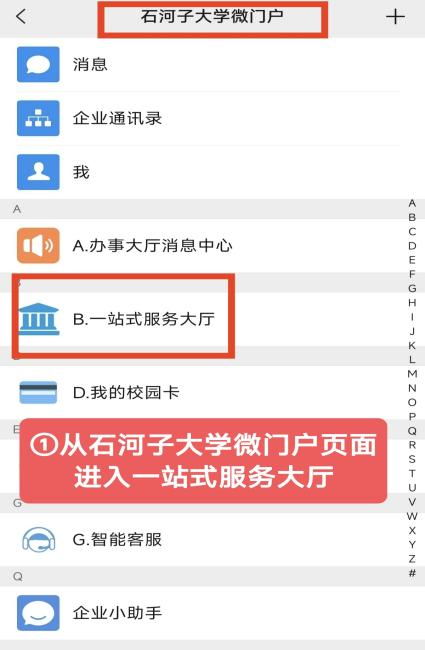 石河子大学微门户
消息
企业通讯录
我
A
A.办事大厅消息中心
B.一站式服务大厅
D.我的校园卡
E
①从石河子大学微门户页面
进入一站式服务大厅
G
G.智能客服
Q
企业小助手
A
B
C
D
E
F
G
H
I
J
K
L
M
N
O
P
Q
R
S
T
U
V
W
X
Y
Z
#